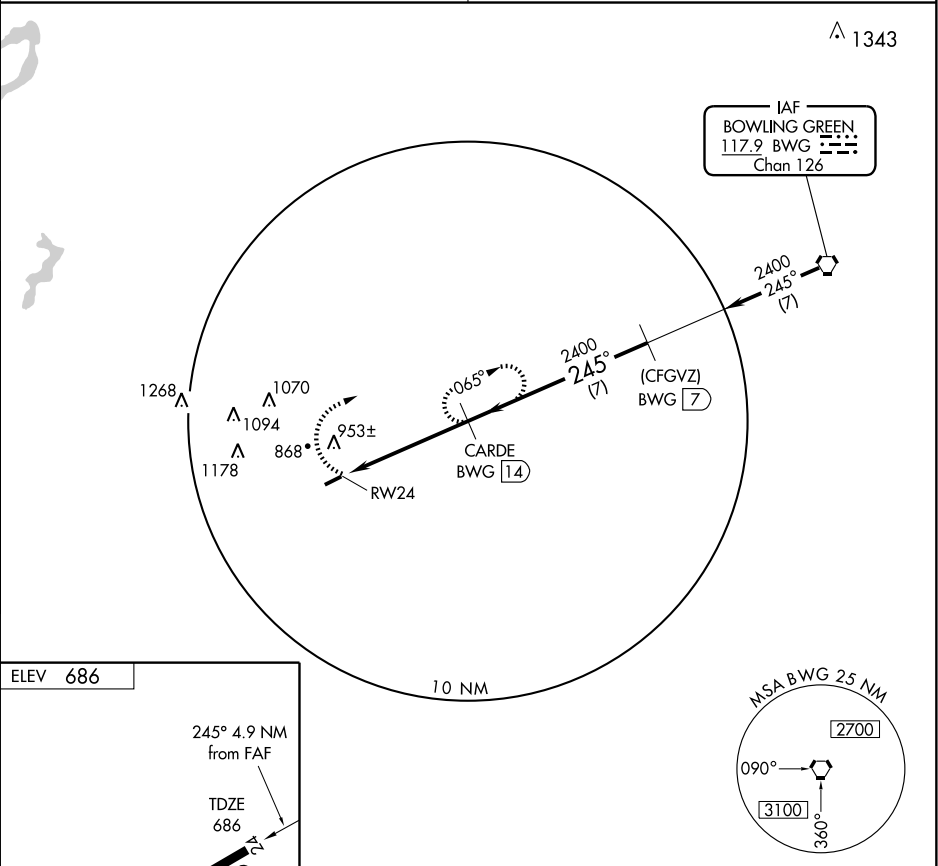 1343
IAF
BOWLING GREEN
117.9 BWG
Chan 126
2400
245°
(7)
2400
245°
(7)
(CFGVZ)
BWG 7
065°
CARDE
BWG 14
1268
1070
1094
953±
868
1178
RW24
10 NM
ELEV 686
245° 4.9 NM
from FAF
TDZE
686
24
MSA BWG 25 NM
2700
090°
3100
360°